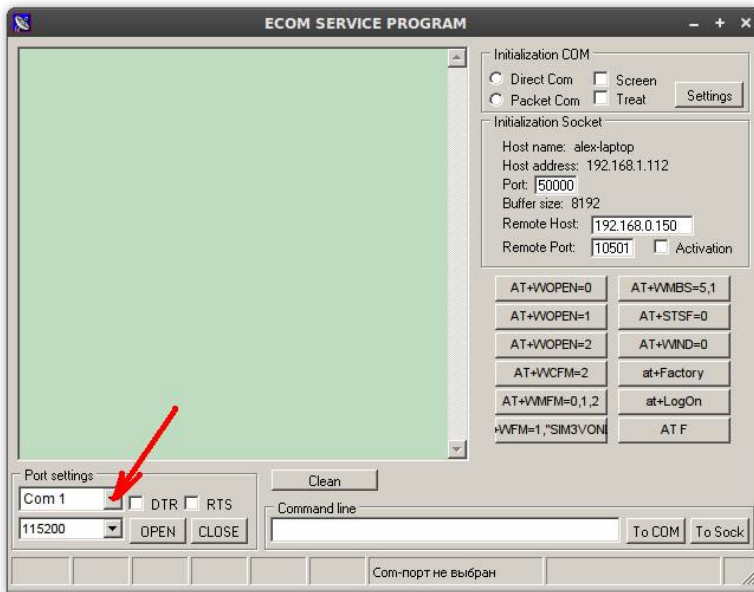 ECOM SERVICE PROGRAM
Initialization COM
Direct Com Screen
Packet Com Treat Settings
Initialization Socket
Host name: alex-laptop
Host address: 192.168.1.112
Port: 50000
Buffer size: 8192
Remote Host: 192.168.0.150
Remote Port: 10501 Activation
AT+WOPEN=0 AT+WMBS=5,1
AT+WOPEN=1 AT+STSF=0
AT+WOPEN=2 AT+WIND=0
AT+WCFM=2 at+Factory
AT+WMFM=0,1,2 at+LogOn
+WFM=1,"SIM3VON AT F
Port settings
Com 1 DTR RTS
115200 OPEN CLOSE
Clean
Command line
To COM To Sock
Com-порт не выбран